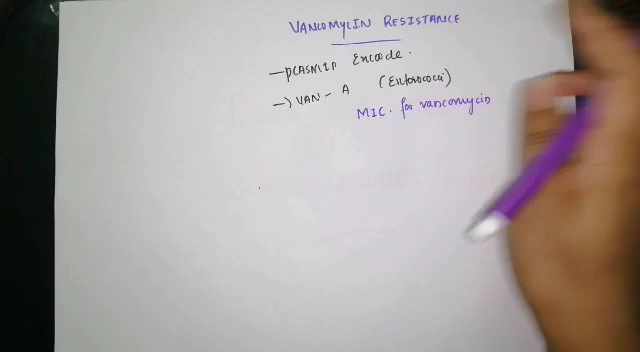 VANCOMYCIN RESISTANCE
— PLASMID Encode.
→ VAN - A (Enterococci)
MIC. for vancomycin